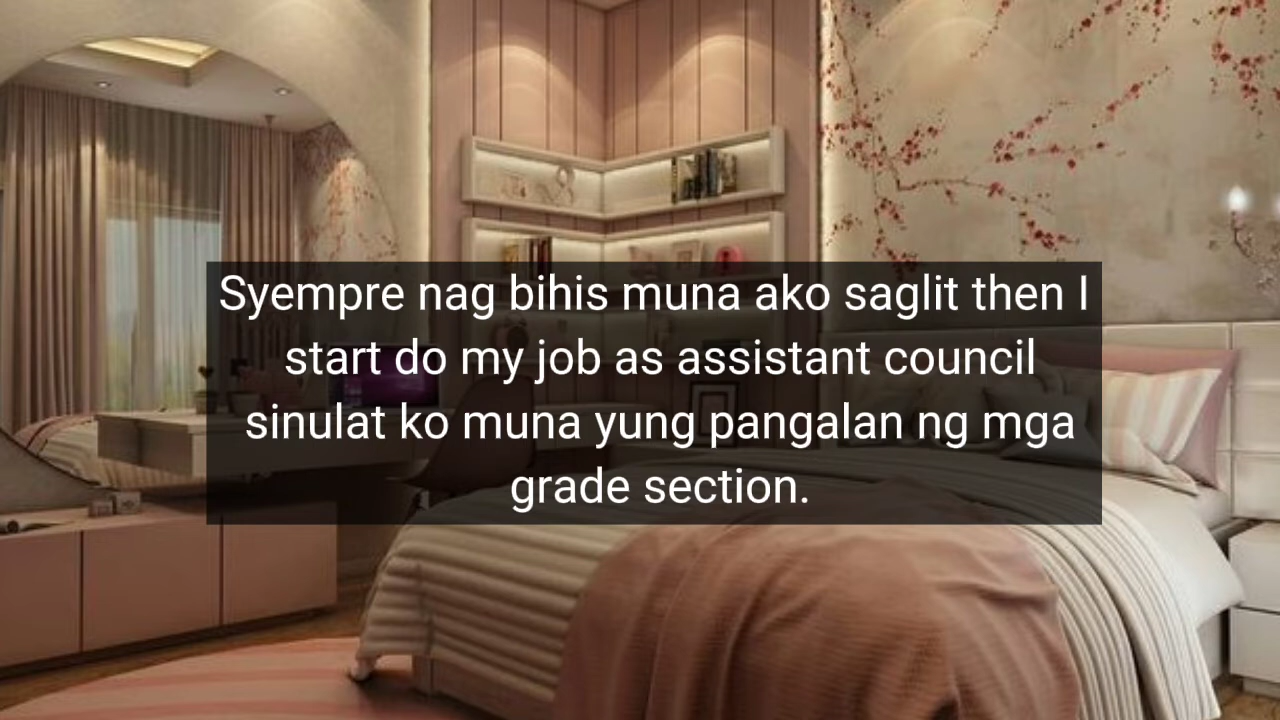 Syempre nag bihis muna ako saglit then I
start do my job as assistant council
sinulat ko muna yung pangalan ng mga
grade section.